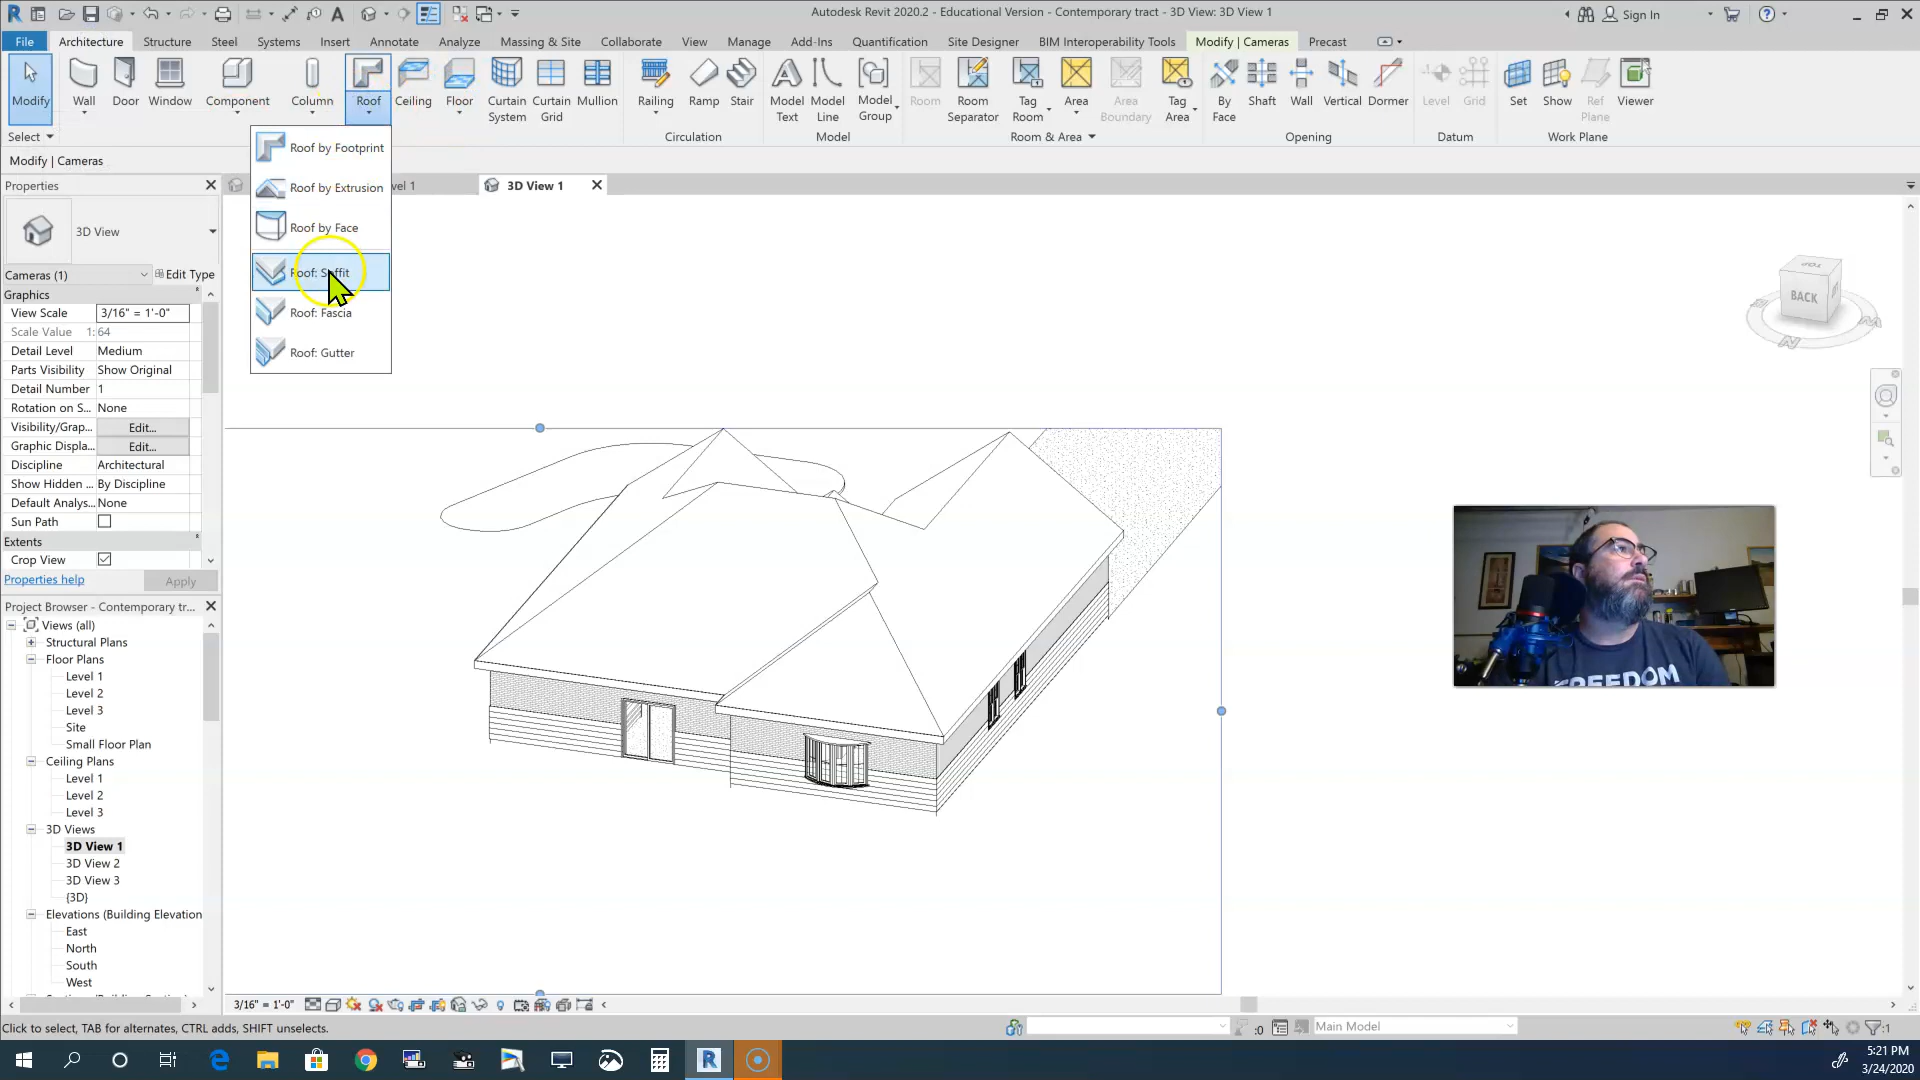 Autodesk Revit 2020.2 - Educational Version - Contemporary tract - 3D View: 3D View 1
Sign In
File Architecture Structure Steel Systems Insert Annotate Analyze Massing & Site Collaborate View Manage Add-Ins Quantification Site Designer BIM Interoperability Tools Modify | Cameras Precast
Modify Wall Door Window Component Column Roof Ceiling Floor Curtain System Curtain Grid Mullion Railing Ramp Stair Model Text Model Line Model Group Room Room Separator Tag Room Area Area Boundary Tag Area By Face Shaft Wall Vertical Dormer Level Grid Set Show Ref Plane Viewer
Select Circulation Model Room & Area Opening Datum Work Plane
Modify | Cameras
Roof by Footprint
Roof by Extrusion
Roof by Face
Roof: Soffit
Roof: Fascia
Roof: Gutter
Properties
evel 1
3D View 1
3D View
Cameras (1) Edit Type
Graphics
View Scale 3/16" = 1'-0"
Scale Value 1: 64
Detail Level Medium
Parts Visibility Show Original
Detail Number 1
Rotation on S... None
Visibility/Grap... Edit...
Graphic Displa... Edit...
Discipline Architectural
Show Hidden ... By Discipline
Default Analys... None
Sun Path
Extents
Crop View
Properties help Apply
Project Browser - Contemporary tr...
Views (all)
Structural Plans
Floor Plans
Level 1
Level 2
Level 3
Site
Small Floor Plan
Ceiling Plans
Level 1
Level 2
Level 3
3D Views
3D View 1
3D View 2
3D View 3
{3D}
Elevations (Building Elevation
East
North
South
West
TOP
BACK
FREEDOM
3/16" = 1'-0"
Click to select, TAB for alternates, CTRL adds, SHIFT unselects.
:0
Main Model
:1
5:21 PM
3/24/2020